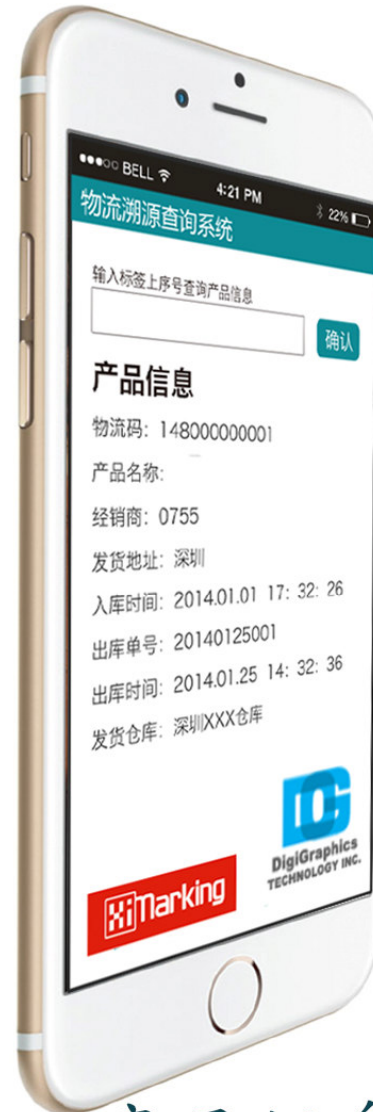 BELL 4:21 PM 22%
物流溯源查询系统
输入标签上序号查询产品信息
确认
产品信息
物流码: 148000000001
产品名称:
经销商: 0755
发货地址: 深圳
入库时间: 2014.01.01 17: 32: 26
出库单号: 20140125001
出库时间: 2014.01.25 14: 32: 36
发货仓库: 深圳XXX仓库
DG
DigiGraphics
TECHNOLOGY INC.
XiMarking